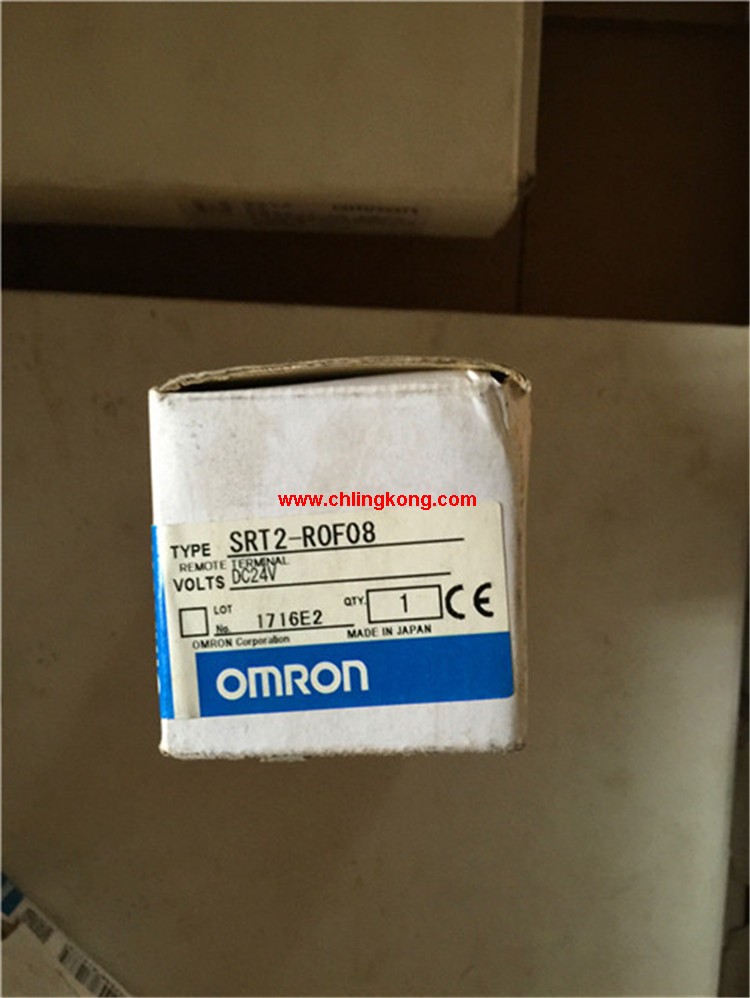 www.chlingkong.com
TYPE SRT2-ROF08
REMOTE TERMINAL
VOLTS DC24V
LOT No. 1716E2 QTY. 1 CE
OMRON Corporation MADE IN JAPAN
OMRON